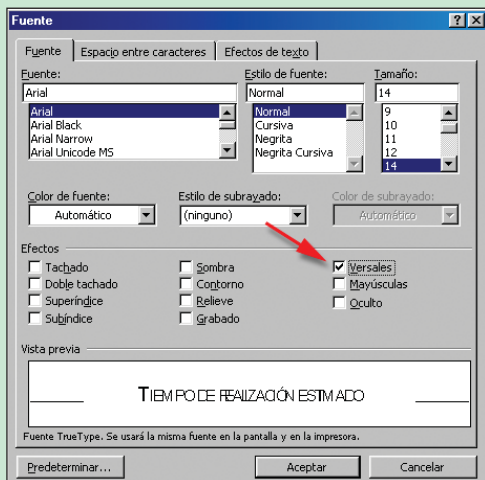 Fuente
Fuente Espacio entre caracteres Efectos de texto
Fuente: Estilo de fuente: Tamaño:
Arial Normal 14
Arial Normal 9
Arial Black Cursiva 10
Arial Narrow Negrita 11
Arial Unicode MS Negrita Cursiva 12
14
Color de fuente: Estilo de subrayado: Color de subrayado:
Automático (ninguno) Automático
Efectos
Tachado Sombra Versales
Doble tachado Contorno Mayúsculas
Superíndice Relieve Oculto
Subíndice Grabado
Vista previa
TIEMPO DE REALIZACIÓN ESTIMADO
Fuente TrueType. Se usará la misma fuente en la pantalla y en la impresora.
Predeterminar... Aceptar Cancelar